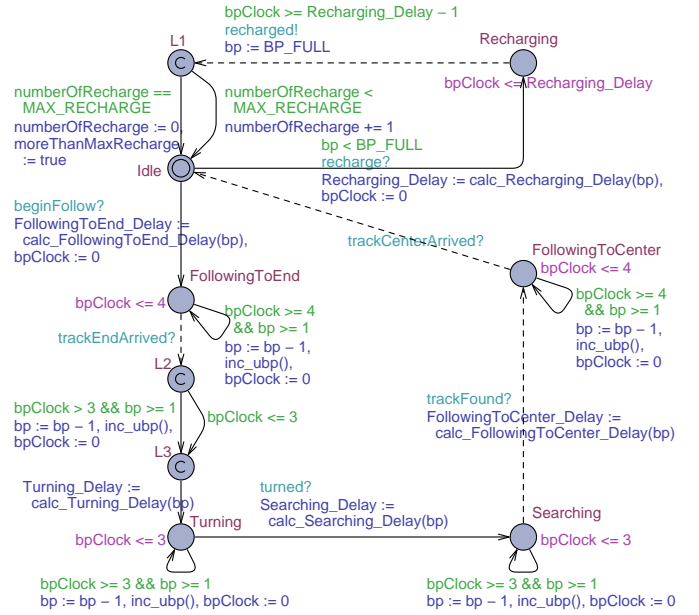 bpClock >= Recharging_Delay − 1
recharged!
bp := BP_FULL
L1
C
Recharging
bpClock <= Recharging_Delay
numberOfRecharge ==
MAX_RECHARGE
numberOfRecharge := 0,
moreThanMaxRecharge
:= true
numberOfRecharge <
MAX_RECHARGE
numberOfRecharge += 1
Idle
bp < BP_FULL
recharge?
Recharging_Delay := calc_Recharging_Delay(bp),
bpClock := 0
beginFollow?
FollowingToEnd_Delay :=
calc_FollowingToEnd_Delay(bp),
bpClock := 0
trackCenterArrived?
FollowingToCenter
bpClock <= 4
FollowingToEnd
bpClock <= 4
bpClock >= 4
&& bp >= 1
bp := bp − 1,
inc_ubp(),
bpClock := 0
bpClock >= 4
&& bp >= 1
bp := bp − 1,
inc_ubp(),
bpClock := 0
trackEndArrived?
L2
C
bpClock > 3 && bp >= 1
bp := bp − 1, inc_ubp(),
bpClock := 0
bpClock <= 3
trackFound?
FollowingToCenter_Delay :=
calc_FollowingToCenter_Delay(bp)
L3
C
Turning_Delay :=
calc_Turning_Delay(bp)
turned?
Searching_Delay :=
calc_Searching_Delay(bp)
Turning
bpClock <= 3
Searching
bpClock <= 3
bpClock >= 3 && bp >= 1
bp := bp − 1, inc_ubp(), bpClock := 0
bpClock >= 3 && bp >= 1
bp := bp − 1, inc_ubp(), bpClock := 0